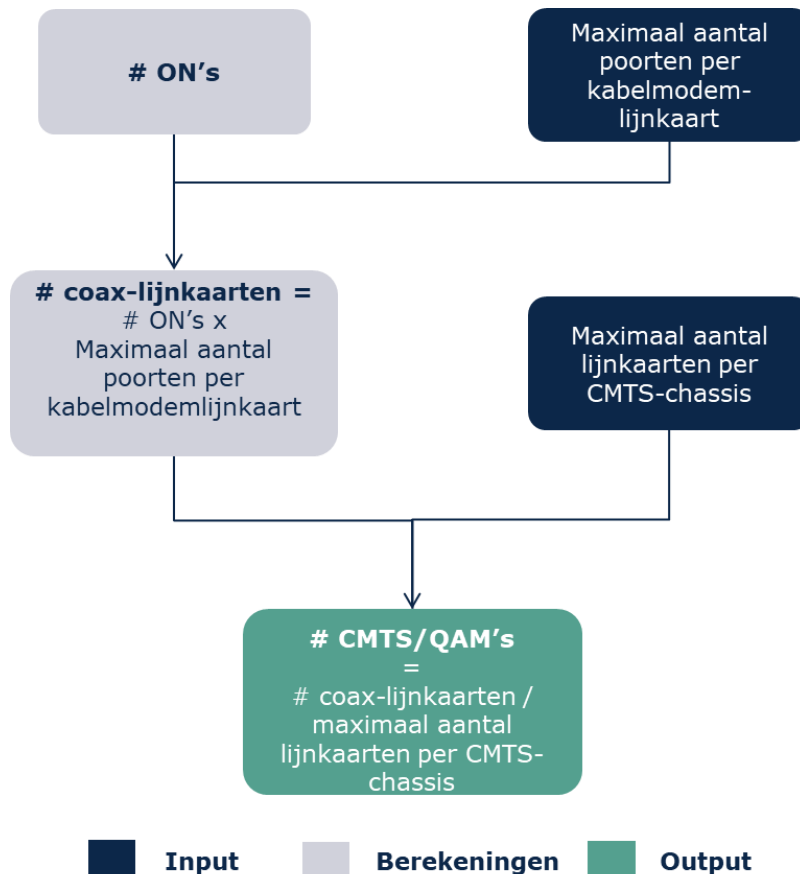 # ON’s
Maximaal aantal
poorten per
kabelmodem-
lijnkaart
# coax-lijnkaarten =
# ON’s x
Maximaal aantal
poorten per
kabelmodemlijnkaart
Maximaal aantal
lijnkaarten per
CMTS-chassis
# CMTS/QAM’s
=
# coax-lijnkaarten /
maximaal aantal
lijnkaarten per CMTS-
chassis
Input
Berekeningen
Output